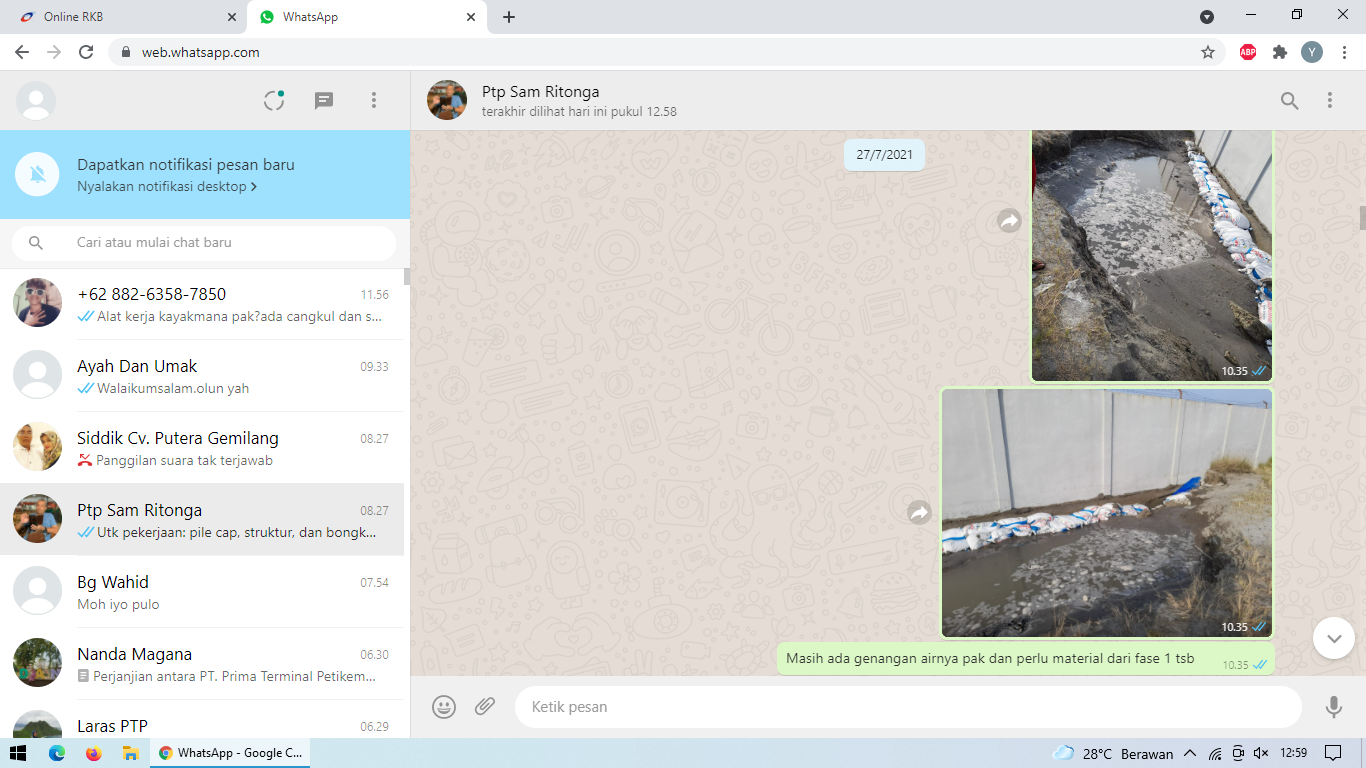 Online RKB
WhatsApp
web.whatsapp.com
ABP
Y
Ptp Sam Ritonga
terakhir dilihat hari ini pukul 12.58
Dapatkan notifikasi pesan baru
Nyalakan notifikasi desktop
Cari atau mulai chat baru
+62 882-6358-7850
11.56
Alat kerja kayakmana pak?ada cangkul dan s...
Ayah Dan Umak
09.33
Walaikumsalam.olun yah
Siddik Cv. Putera Gemilang
08.27
Panggilan suara tak terjawab
Ptp Sam Ritonga
08.27
Utk pekerjaan: pile cap, struktur, dan bongk...
Bg Wahid
07.54
Moh iyo pulo
Nanda Magana
06.30
Perjanjian antara PT. Prima Terminal Petikem...
Laras PTP
06.29
27/7/2021
10.35
10.35
Masih ada genangan airnya pak dan perlu material dari fase 1 tsb
10.35
Ketik pesan
WhatsApp - Google C...
28°C Berawan
12:59